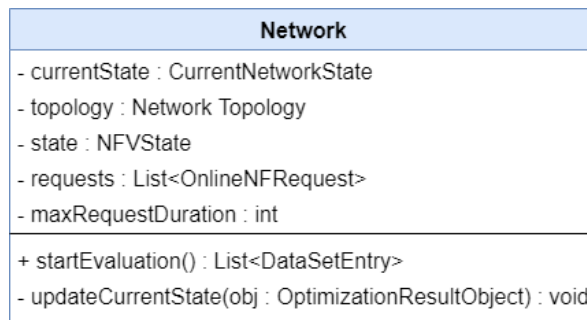 Network
- currentState : CurrentNetworkState
- topology : Network Topology
- state : NFVState
- requests : List<OnlineNFRequest>
- maxRequestDuration : int
+ startEvaluation() : List<DataSetEntry>
- updateCurrentState(obj : OptimizationResultObject) : void